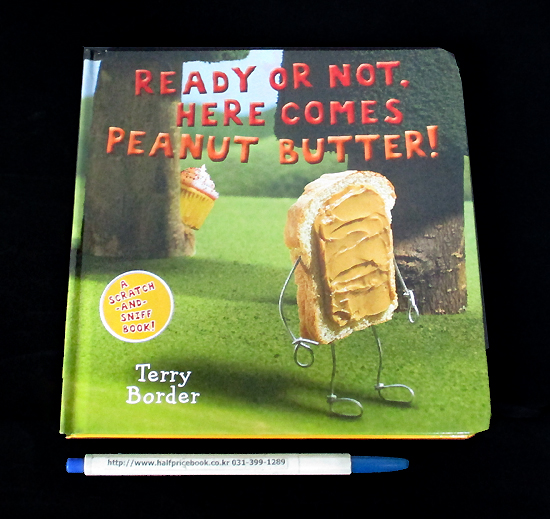 READY OR NOT,
HERE COMES
PEANUT BUTTER!
A
SCRATCH
-AND-
SNIFF
BOOK!
Terry
Border
http://www.halfpricebook.co.kr 031-399-1289